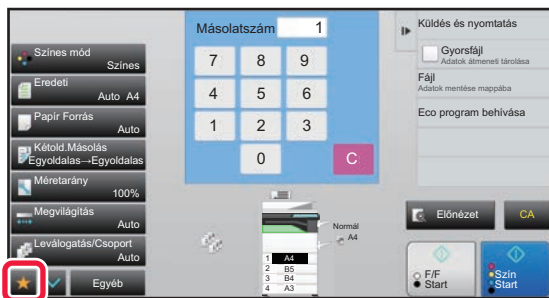 Másolatszám 1
Színes mód
Színes
Eredeti
Auto A4
Papír Forrás
Auto
Kétold.Másolás
Egyoldalas→Egyoldalas
Méretarány
100%
Megvilágítás
Auto
Leválogatás/Csoport
Auto
Egyéb
7 8 9
4 5 6
1 2 3
0 C
Normál
A4
1 A4
2 B5
3 B4
4 A3
Küldés és nyomtatás
Gyorsfájl
Adatok átmeneti tárolása
Fájl
Adatok mentése mappába
Eco program behívása
Előnézet
CA
F/F
Start
Szín
Start